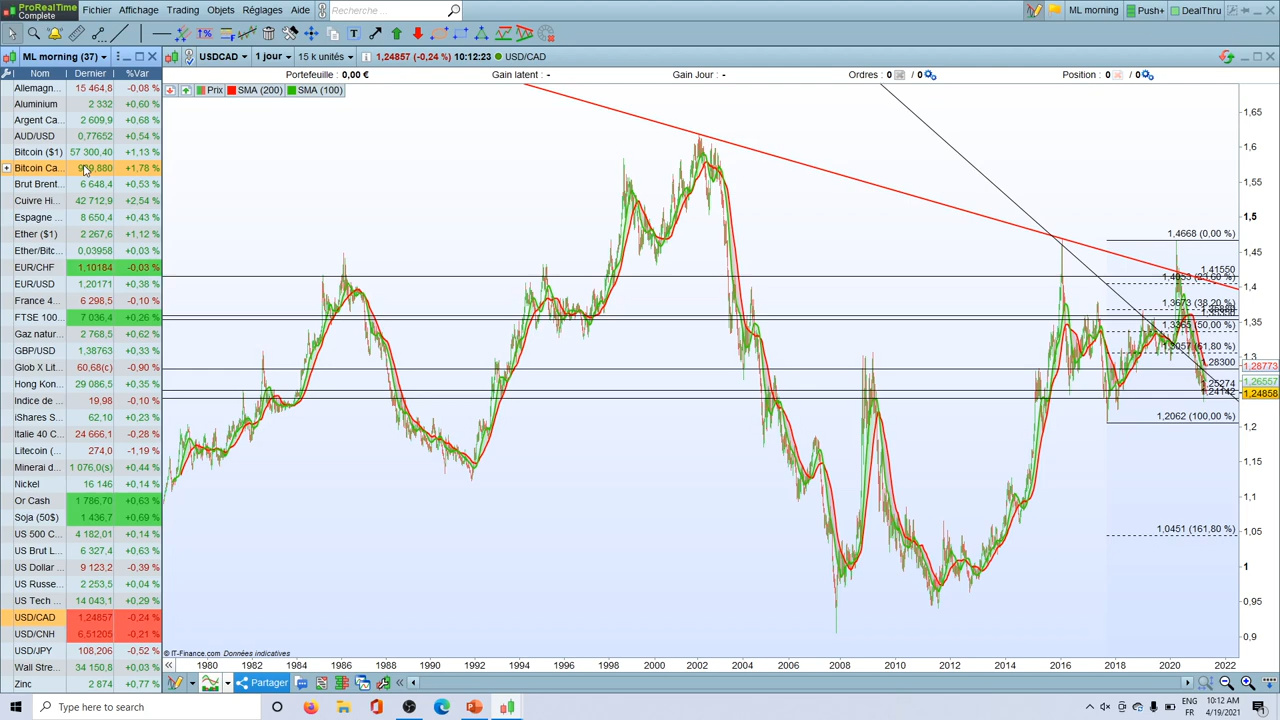 ProRealTime
Complete
Fichier Affichage Trading Objets Réglages Aide Recherche ... ML morning Push+ DealThru
ML morning (37) USDCAD 1 jour 15 k unités 1,24857 (-0,24 %) 10:12:23 USD/CAD
Nom Dernier %Var
Portefeuille : 0,00 € Gain latent : - Gain Jour : - Ordres : 0 / 0 Position : 0 / 0
Prix SMA (200) SMA (100)
Allemagn... 15 464,8 -0,08 %
Aluminium 2 332 +0,60 %
Argent Ca... 2 609,9 +0,68 %
AUD/USD 0,77652 +0,54 %
Bitcoin ($1) 57 300,40 +1,13 %
Bitcoin Ca... +1,78 %
Brut Brent... 6 648,4 +0,53 %
Cuivre Hi... 42 712,9 +2,54 %
Espagne ... 8 650,4 +0,43 %
Ether ($1) 2 267,6 +1,12 %
Ether/Bitc... 0,03958 +0,03 %
EUR/CHF 1,10184 -0,03 %
EUR/USD 1,20171 +0,38 %
France 4... 6 298,5 -0,10 %
FTSE 100... 7 036,4 +0,26 %
Gaz natur... 2 768,5 +0,62 %
GBP/USD 1,38763 +0,33 %
Glob X Lit... 60,68(c) -0,90 %
Hong Kon... 29 086,5 +0,35 %
Indice de ... 19,98 -0,10 %
iShares S... 62,10 +0,23 %
Italie 40 C... 24 666,1 -0,28 %
Litecoin (... 274,0 -1,19 %
Minerai d... 1 076,0(s) +0,44 %
Nickel 16 146 +0,14 %
Or Cash 1 786,70 +0,63 %
Soja (50$) 1 436,7 +0,69 %
US 500 C... 4 182,01 +0,14 %
US Brut L... 6 327,4 +0,63 %
US Dollar ... 9 123,2 -0,39 %
US Russe... 2 253,5 +0,04 %
US Tech ... 14 043,1 +0,29 %
USD/CAD 1,24857 -0,24 %
USD/CNH 6,51205 -0,21 %
USD/JPY 108,206 -0,52 %
Wall Stre... 34 150,8 +0,03 %
Zinc 2 874 +0,77 %
1,4668 (0,00 %)
1,41550
1,3057 (61,80 %)
1,28300
1,25274
1,2062 (100,00 %)
1,0451 (161,80 %)
1,65
1,6
1,55
1,5
1,45
1,4
1,35
1,3
1,28773
1,26557
1,24858
1,2
1,15
1,1
1,05
1
0,95
0,9
© IT-Finance.com Données indicatives
1980 1982 1984 1986 1988 1990 1992 1994 1996 1998 2000 2002 2004 2006 2008 2010 2012 2014 2016 2018 2020 2022
Partager
Type here to search
ENG
FR
10:12 AM
4/19/2021